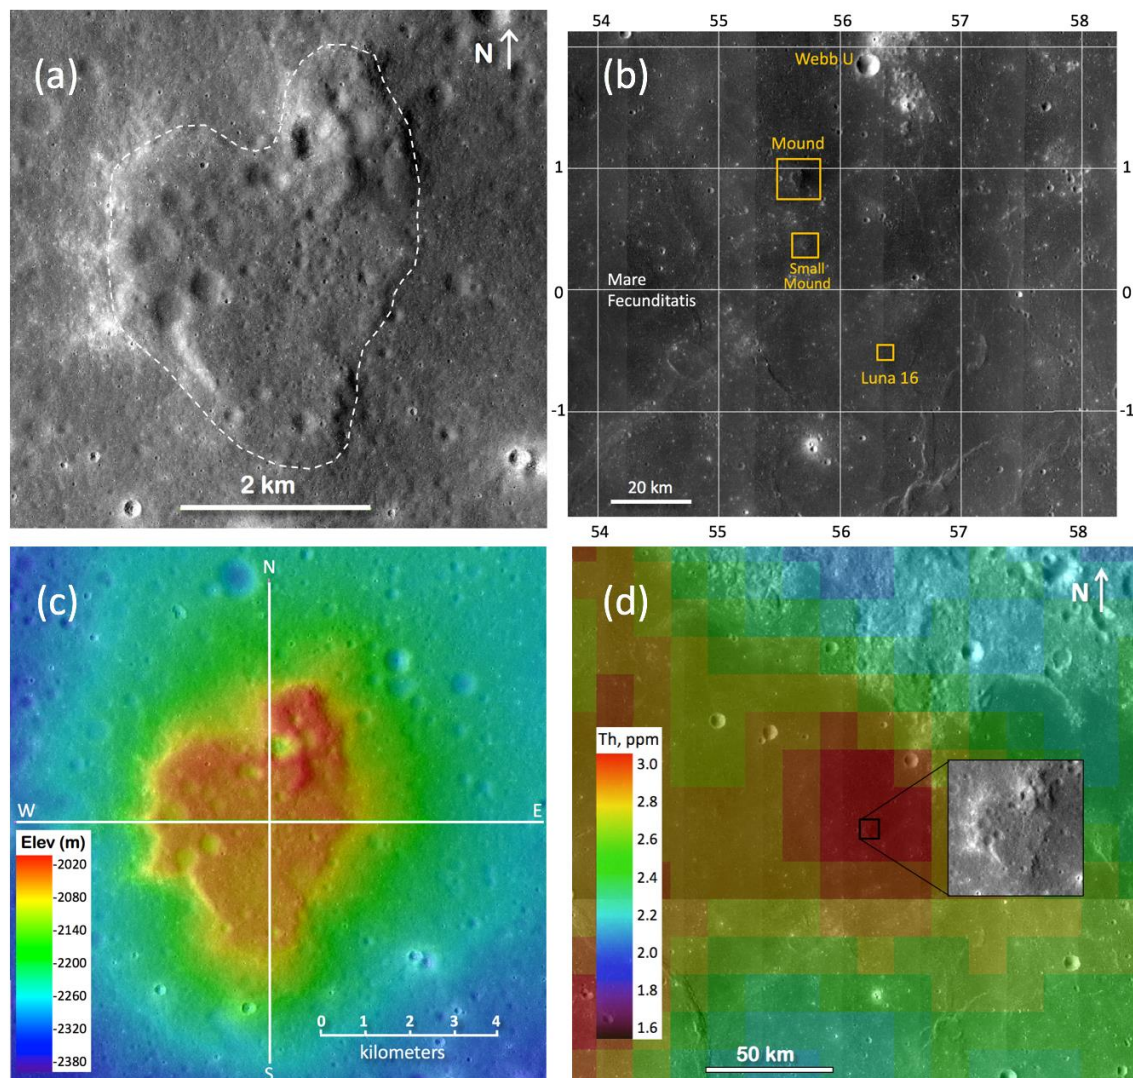 (a)
N
2 km
(b)
54 55 56 57 58
Webb U
Mound
1 1
Small
Mound
Mare
Fecunditatis
0 0
Luna 16
-1 -1
20 km
54 55 56 57 58
(c)
N
W
E
S
Elev (m)
-2020
-2080
-2140
-2200
-2260
-2320
-2380
0 1 2 3 4
kilometers
(d)
N
Th, ppm
3.0
2.8
2.6
2.4
2.2
2.0
1.8
1.6
50 km